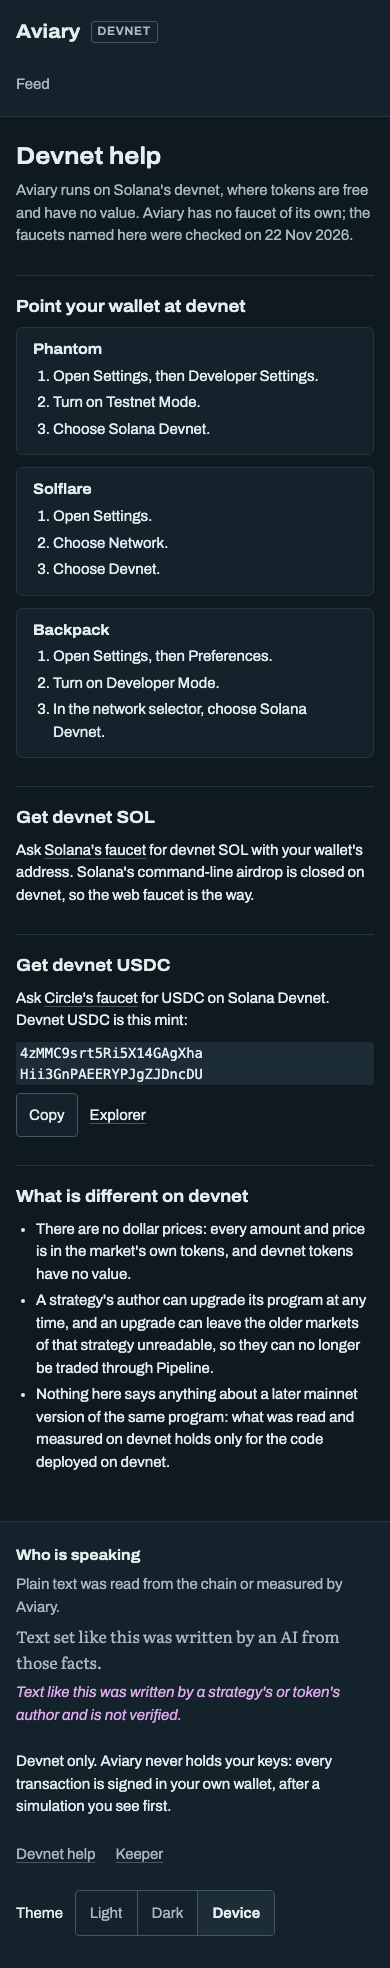 Aviary DEVNET
Feed
Devnet help
Aviary runs on Solana's devnet, where tokens are free
and have no value. Aviary has no faucet of its own; the
faucets named here were checked on 22 Nov 2026.
Point your wallet at devnet
Phantom
1. Open Settings, then Developer Settings.
2. Turn on Testnet Mode.
3. Choose Solana Devnet.
Solflare
1. Open Settings.
2. Choose Network.
3. Choose Devnet.
Backpack
1. Open Settings, then Preferences.
2. Turn on Developer Mode.
3. In the network selector, choose Solana
Devnet.
Get devnet SOL
Ask Solana's faucet for devnet SOL with your wallet's
address. Solana's command-line airdrop is closed on
devnet, so the web faucet is the way.
Get devnet USDC
Ask Circle's faucet for USDC on Solana Devnet.
Devnet USDC is this mint:
4zMMC9srt5Ri5X14GAgXha
Hii3GnPAEERYPJgZJDncDU
Copy Explorer
What is different on devnet
• There are no dollar prices: every amount and price
is in the market's own tokens, and devnet tokens
have no value.
• A strategy's author can upgrade its program at any
time, and an upgrade can leave the older markets
of that strategy unreadable, so they can no longer
be traded through Pipeline.
• Nothing here says anything about a later mainnet
version of the same program: what was read and
measured on devnet holds only for the code
deployed on devnet.
Who is speaking
Plain text was read from the chain or measured by
Aviary.
Text set like this was written by an AI from
those facts.
Text like this was written by a strategy's or token's
author and is not verified.
Devnet only. Aviary never holds your keys: every
transaction is signed in your own wallet, after a
simulation you see first.
Devnet help Keeper
Theme Light Dark Device